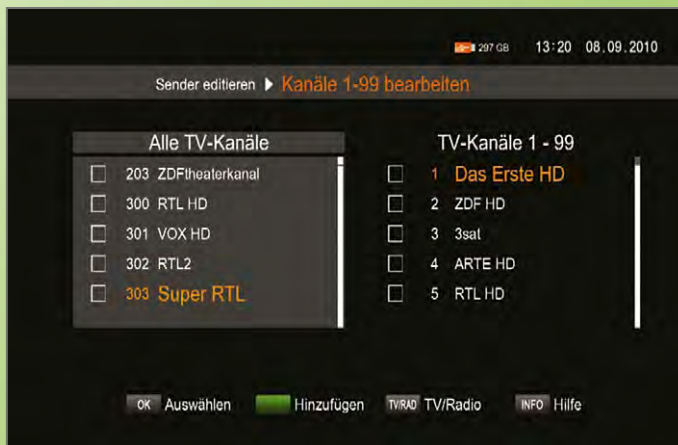 297 GB 13:20 08.09.2010
Sender editieren ▶ Kanäle 1-99 bearbeiten
Alle TV-Kanäle
203 ZDFtheaterkanal
300 RTL HD
301 VOX HD
302 RTL2
303 Super RTL
TV-Kanäle 1 - 99
1 Das Erste HD
2 ZDF HD
3 3sat
4 ARTE HD
5 RTL HD
OK Auswählen Hinzufügen TV/RAD TV/Radio INFO Hilfe